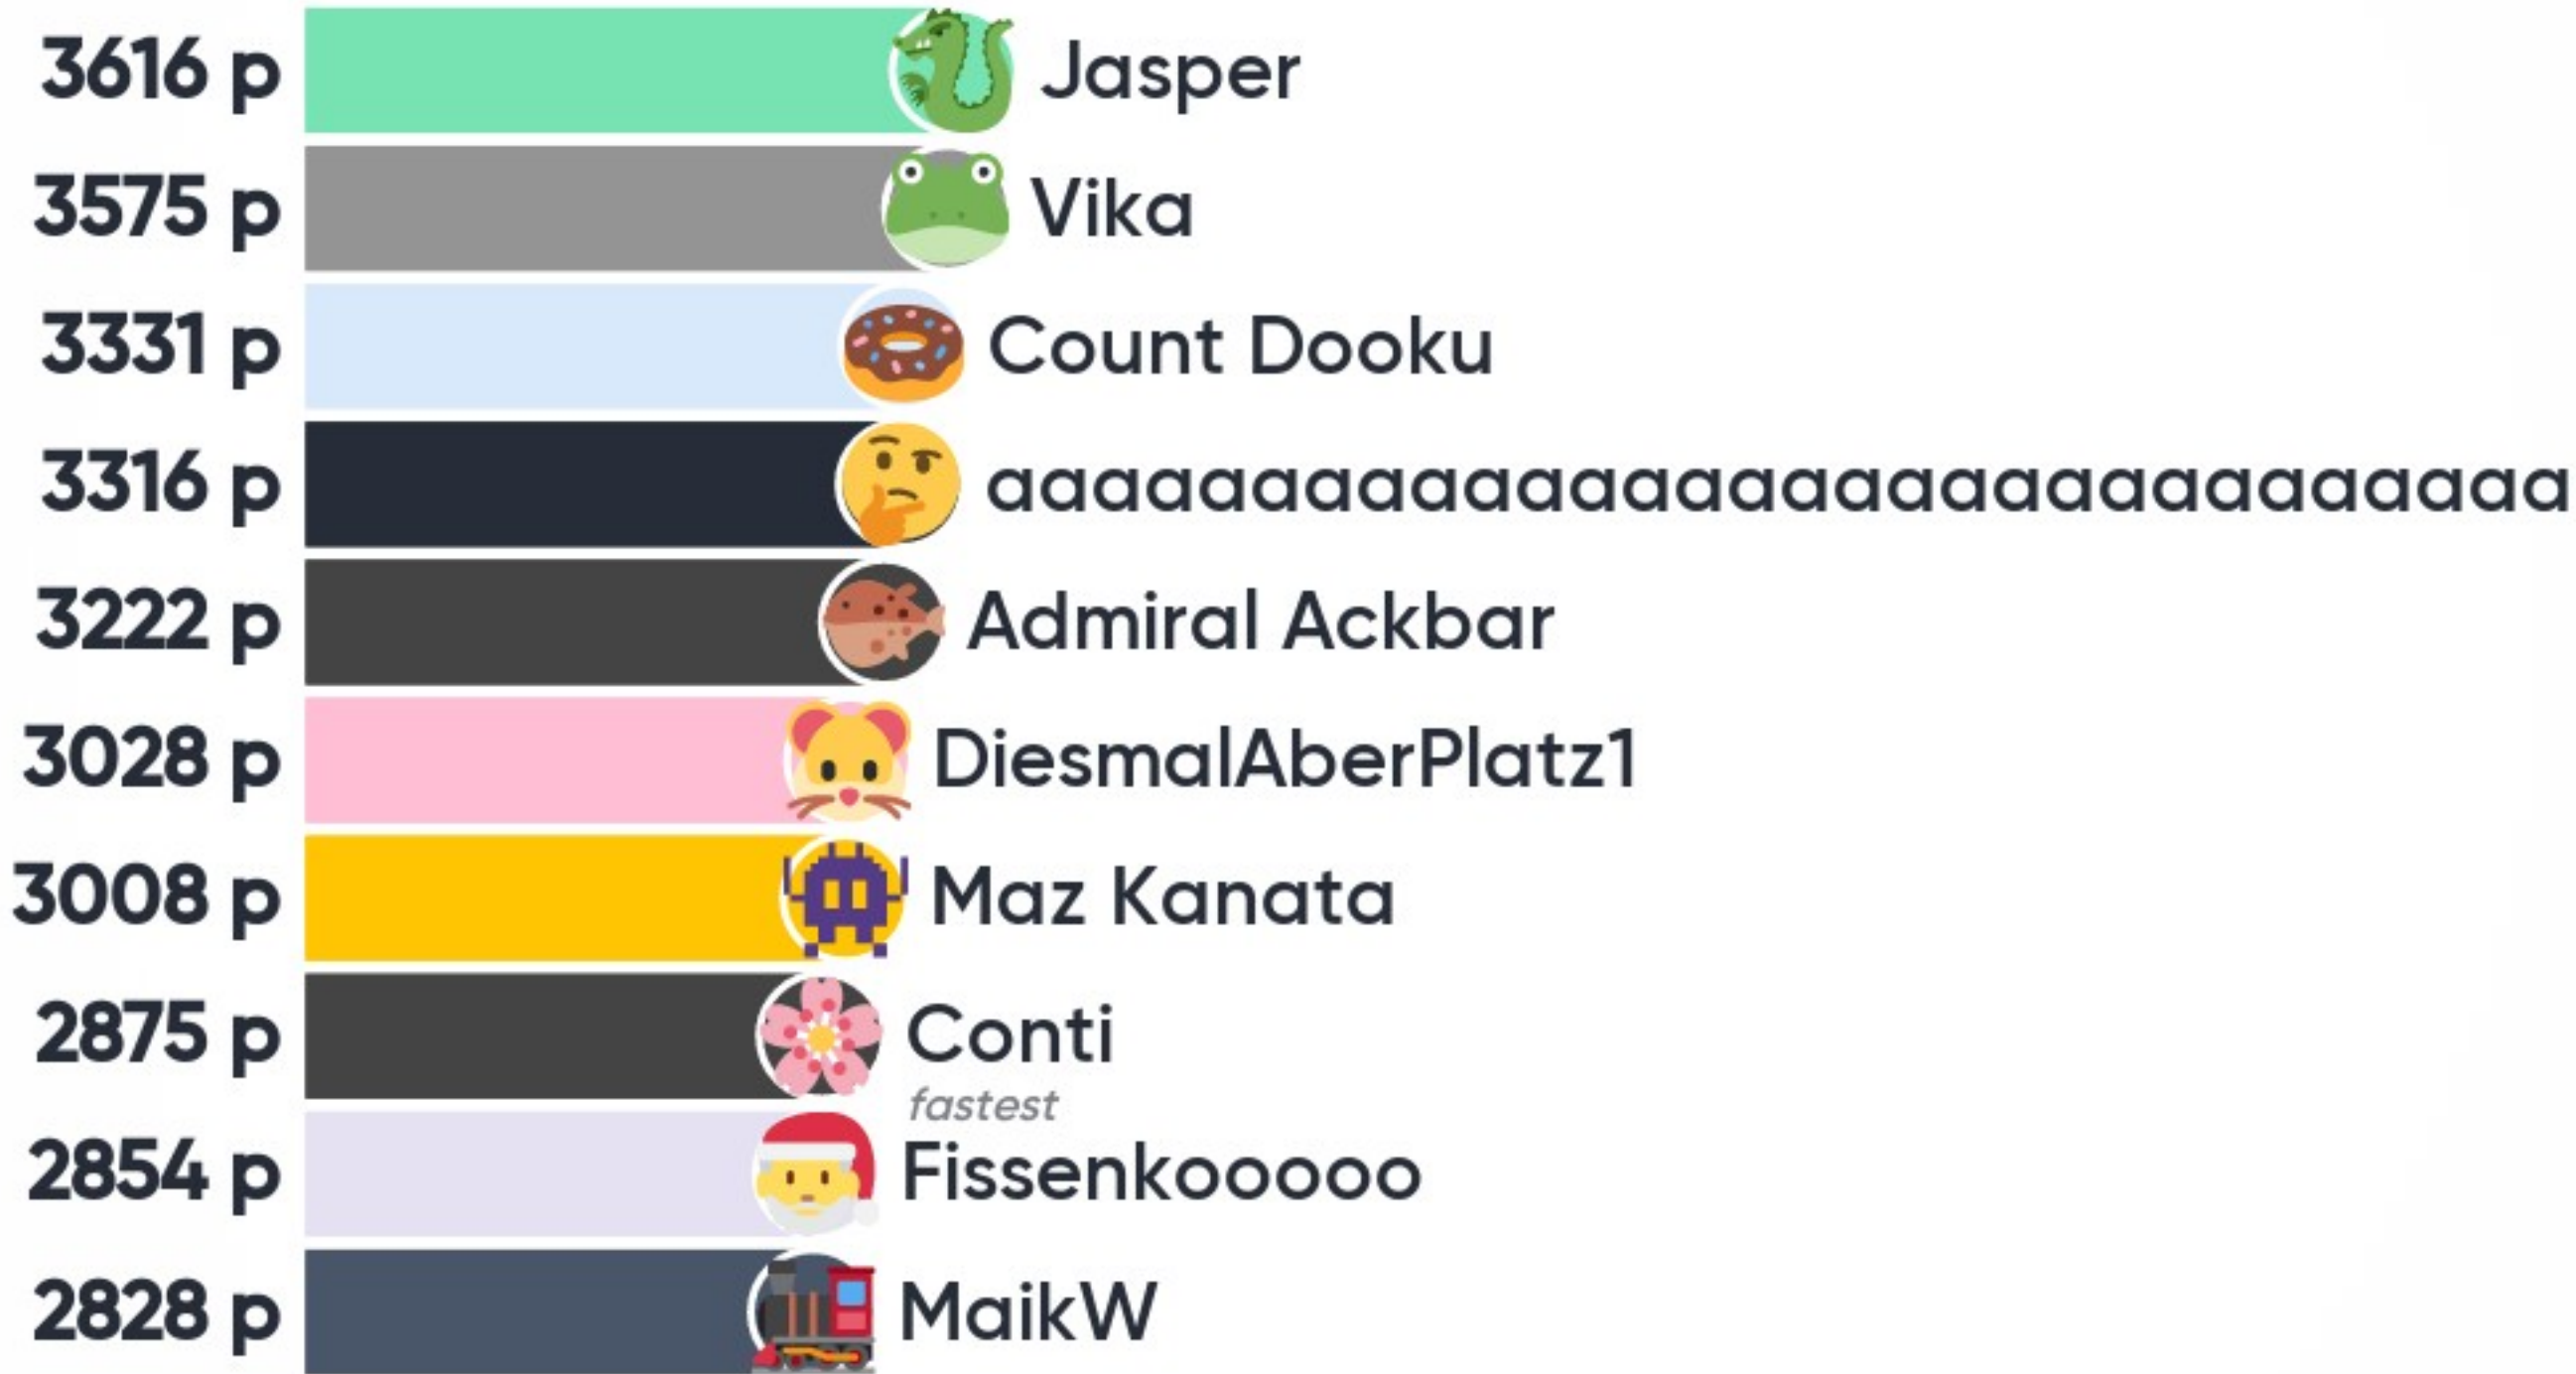 3616 p Jasper
3575 p Vika
3331 p Count Dooku
3316 p aaaaaaaaaaaaaaaaaaaaaaaaaaaaaa
3222 p Admiral Ackbar
3028 p DiesmalAberPlatz1
3008 p Maz Kanata
2875 p Conti
fastest
2854 p Fissenkooooo
2828 p MaikW